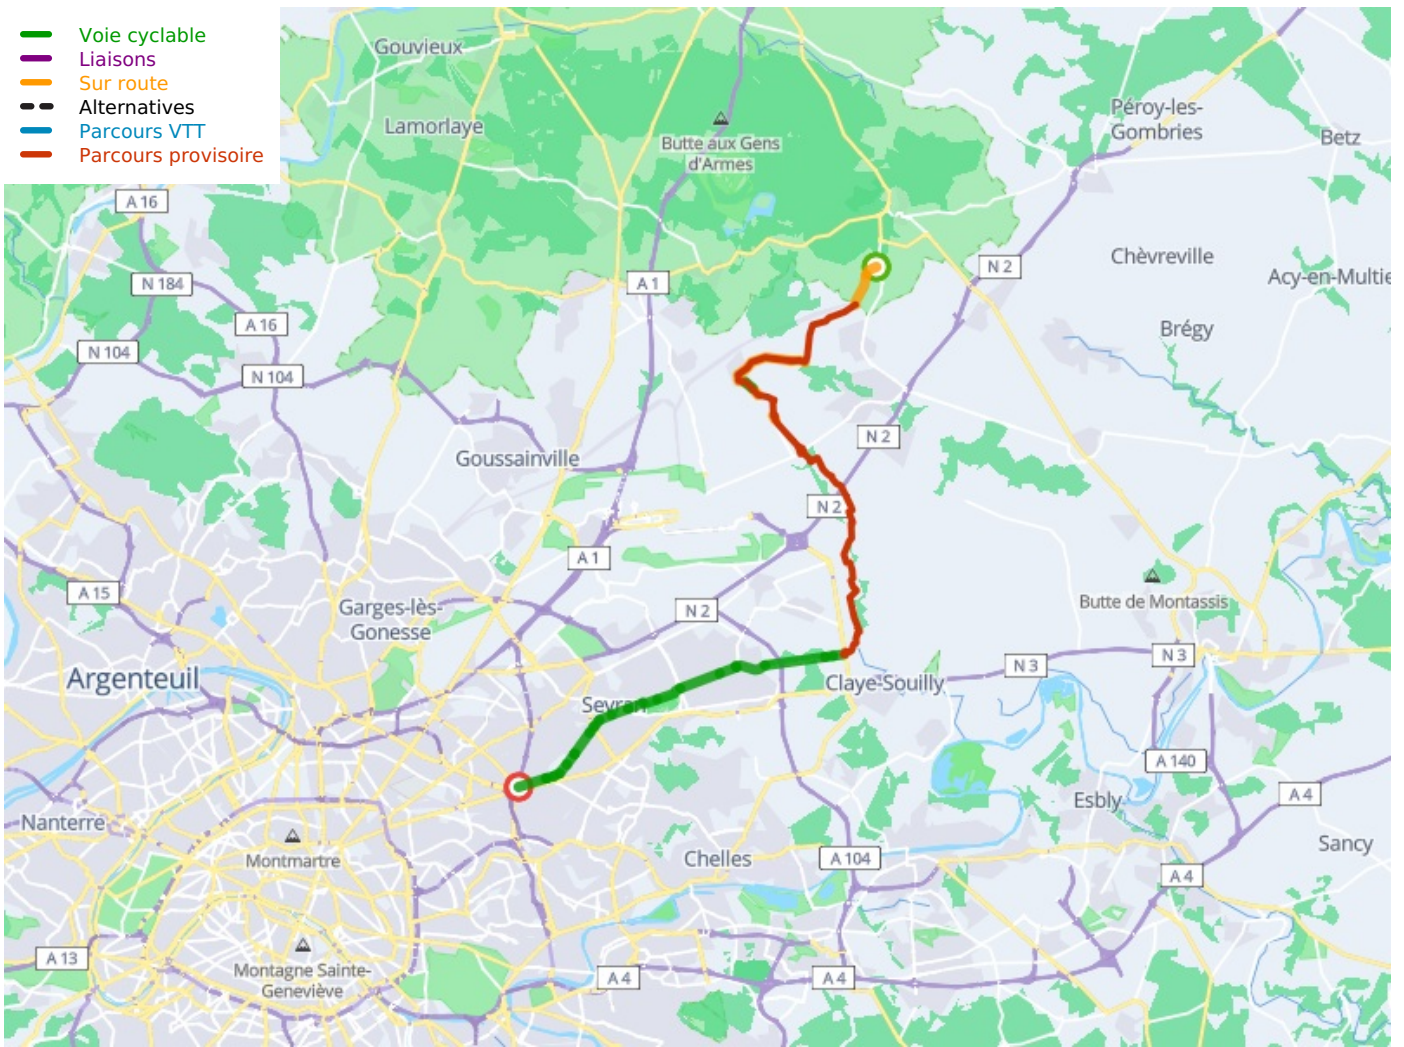 Voie cyclable
Liaisons
Sur route
Alternatives
Parcours VTT
Parcours provisoire
Gouvieux
Lamorlaye
Butte aux Gens
d'Armes
Péroy-les-
Gombries
Betz
A 16
N 184
A 16
N 104
N 104
A 1
N 2
Chèvreville
Acy-en-Multie
Brégy
N 2
Goussainville
N 2
A 1
A 15
Garges-lès-
Gonesse
N 2
Butte de Montassis
Argenteuil
N 3
N 3
Claye-Souilly
Sevran
A 140
A 4
Esbly
Nanterre
Montmartre
Chelles
A 104
Sancy
A 4
A 13
Montagne Sainte-
Geneviève
A 4
A 4